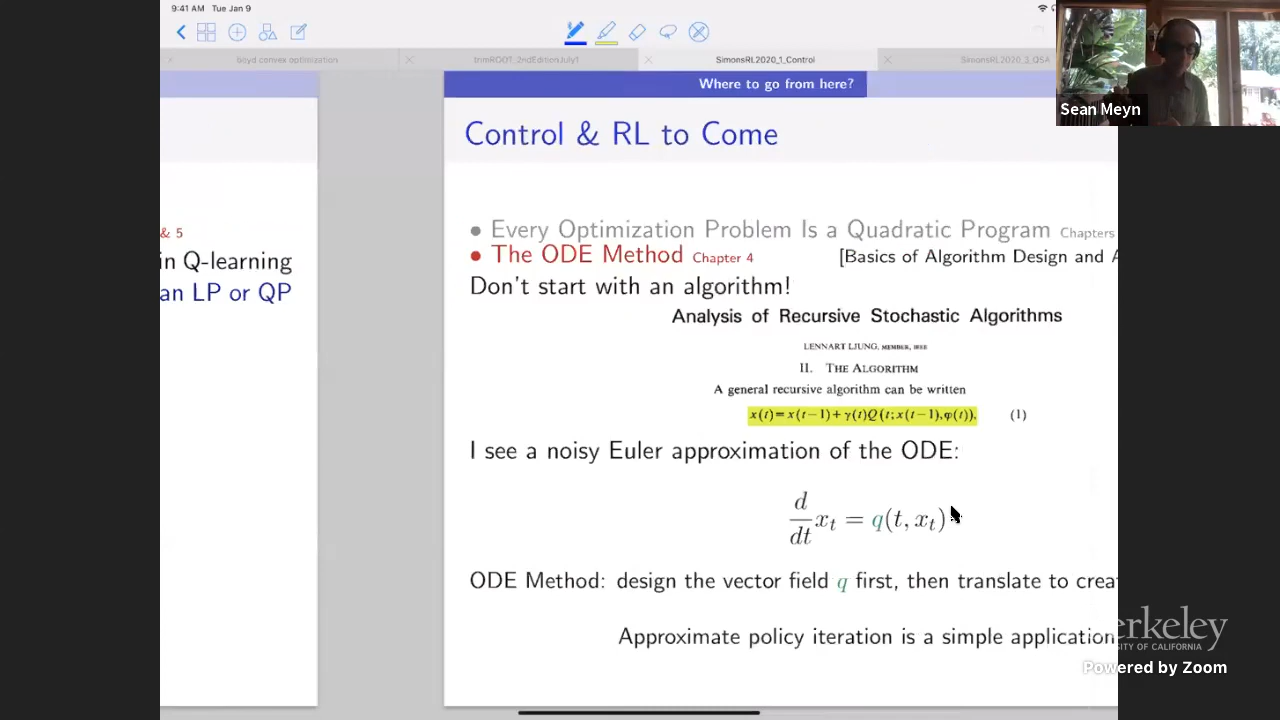 9:41 AM Tue Jan 9
boyd convex optimization
trimROOT_2ndEditionJuly1
SimonsRL2020_1_Control
SimonsRL2020_3_QSA
Sean Meyn
Where to go from here?
Control & RL to Come
& 5
in Q-learning
an LP or QP
• Every Optimization Problem Is a Quadratic Program Chapters
• The ODE Method Chapter 4 [Basics of Algorithm Design and A
Don't start with an algorithm!
Analysis of Recursive Stochastic Algorithms
LENNART LJUNG, MEMBER, IEEE
II. THE ALGORITHM
A general recursive algorithm can be written
x(t)=x(t−1)+γ(t)Q(t;x(t−1),φ(t)). (1)
I see a noisy Euler approximation of the ODE:
d/dt x_t = q(t, x_t)
ODE Method: design the vector field q first, then translate to crea
Approximate policy iteration is a simple application
erkeley
SITY OF CALIFORNIA
Powered by Zoom